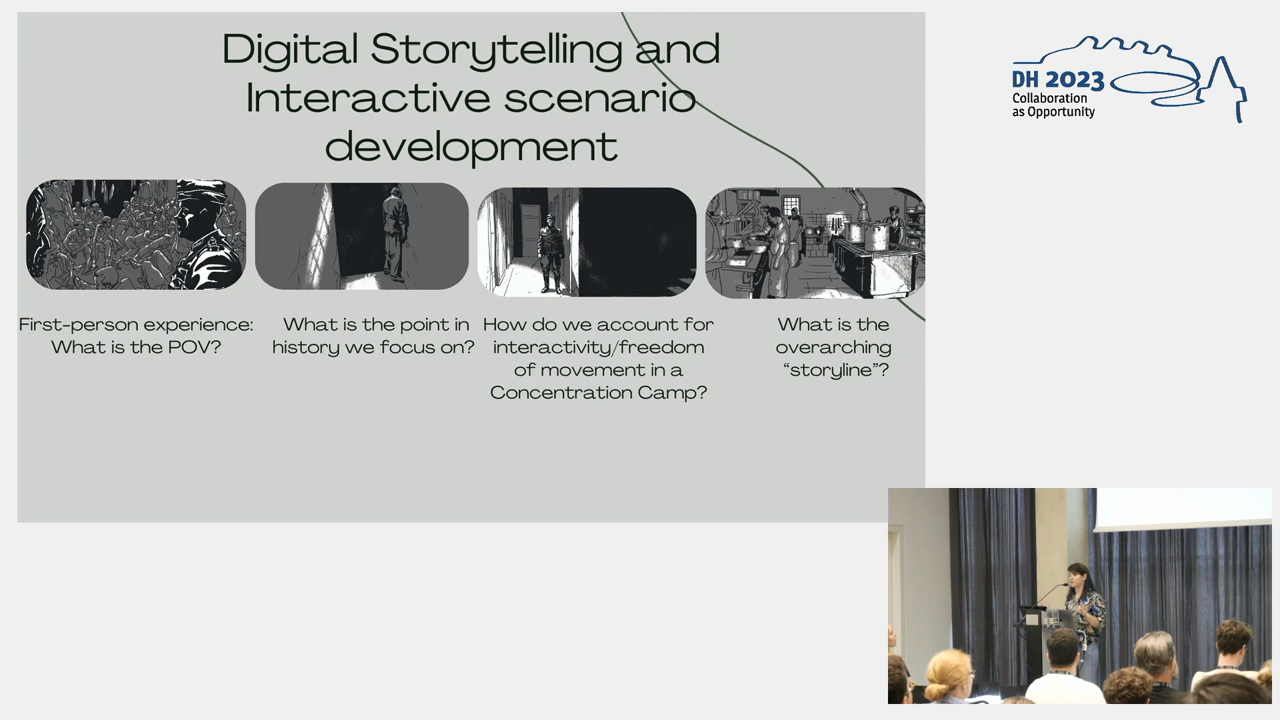 Digital Storytelling and
Interactive scenario
development
First-person experience:
What is the POV?
What is the point in
history we focus on?
How do we account for
interactivity/freedom
of movement in a
Concentration Camp?
What is the
overarching
“storyline”?
DH 2023
Collaboration
as Opportunity